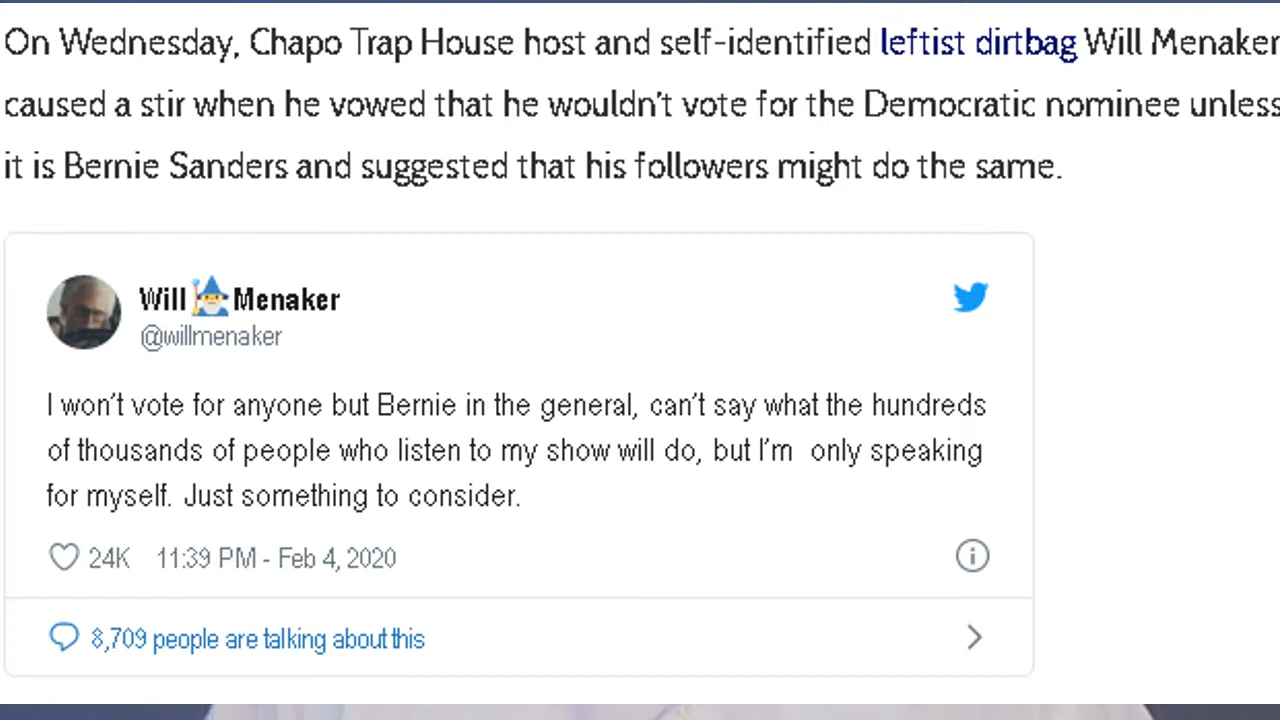 On Wednesday, Chapo Trap House host and self-identified leftist dirtbag Will Menaker
caused a stir when he vowed that he wouldn't vote for the Democratic nominee unless
it is Bernie Sanders and suggested that his followers might do the same.
Will🧙‍♂️Menaker
@willmenaker
I won't vote for anyone but Bernie in the general, can't say what the hundreds
of thousands of people who listen to my show will do, but I'm only speaking
for myself. Just something to consider.
24K 11:39 PM - Feb 4, 2020
8,709 people are talking about this